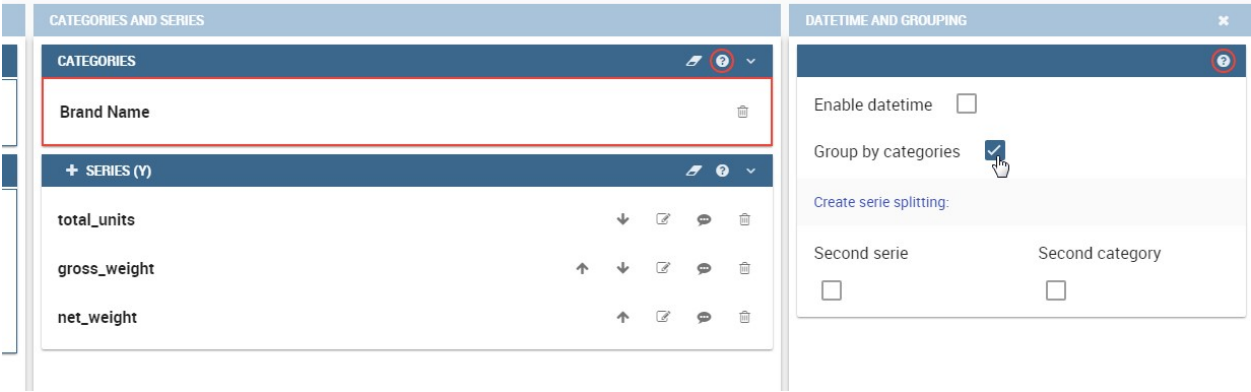 CATEGORIES AND SERIES
CATEGORIES
Brand Name
+ SERIES (Y)
total_units
gross_weight
net_weight
DATETIME AND GROUPING
Enable datetime
Group by categories
Create serie splitting:
Second serie Second category